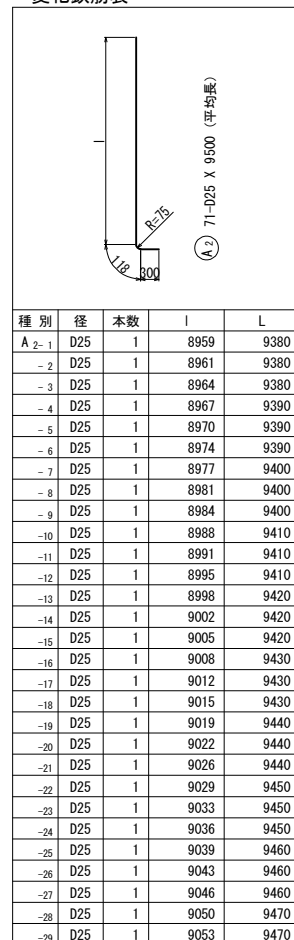 l
R=75
118
300
A 2 71-D25 X 9500 (平均長)
種 別 径 本数 l L
A 2- 1 D25 1 8959 9380
- 2 D25 1 8961 9380
- 3 D25 1 8964 9380
- 4 D25 1 8967 9390
- 5 D25 1 8970 9390
- 6 D25 1 8974 9390
- 7 D25 1 8977 9400
- 8 D25 1 8981 9400
- 9 D25 1 8984 9400
-10 D25 1 8988 9410
-11 D25 1 8991 9410
-12 D25 1 8995 9410
-13 D25 1 8998 9420
-14 D25 1 9002 9420
-15 D25 1 9005 9420
-16 D25 1 9008 9430
-17 D25 1 9012 9430
-18 D25 1 9015 9430
-19 D25 1 9019 9440
-20 D25 1 9022 9440
-21 D25 1 9026 9440
-22 D25 1 9029 9450
-23 D25 1 9033 9450
-24 D25 1 9036 9450
-25 D25 1 9039 9460
-26 D25 1 9043 9460
-27 D25 1 9046 9460
-28 D25 1 9050 9470
-29 D25 1 9053 9470